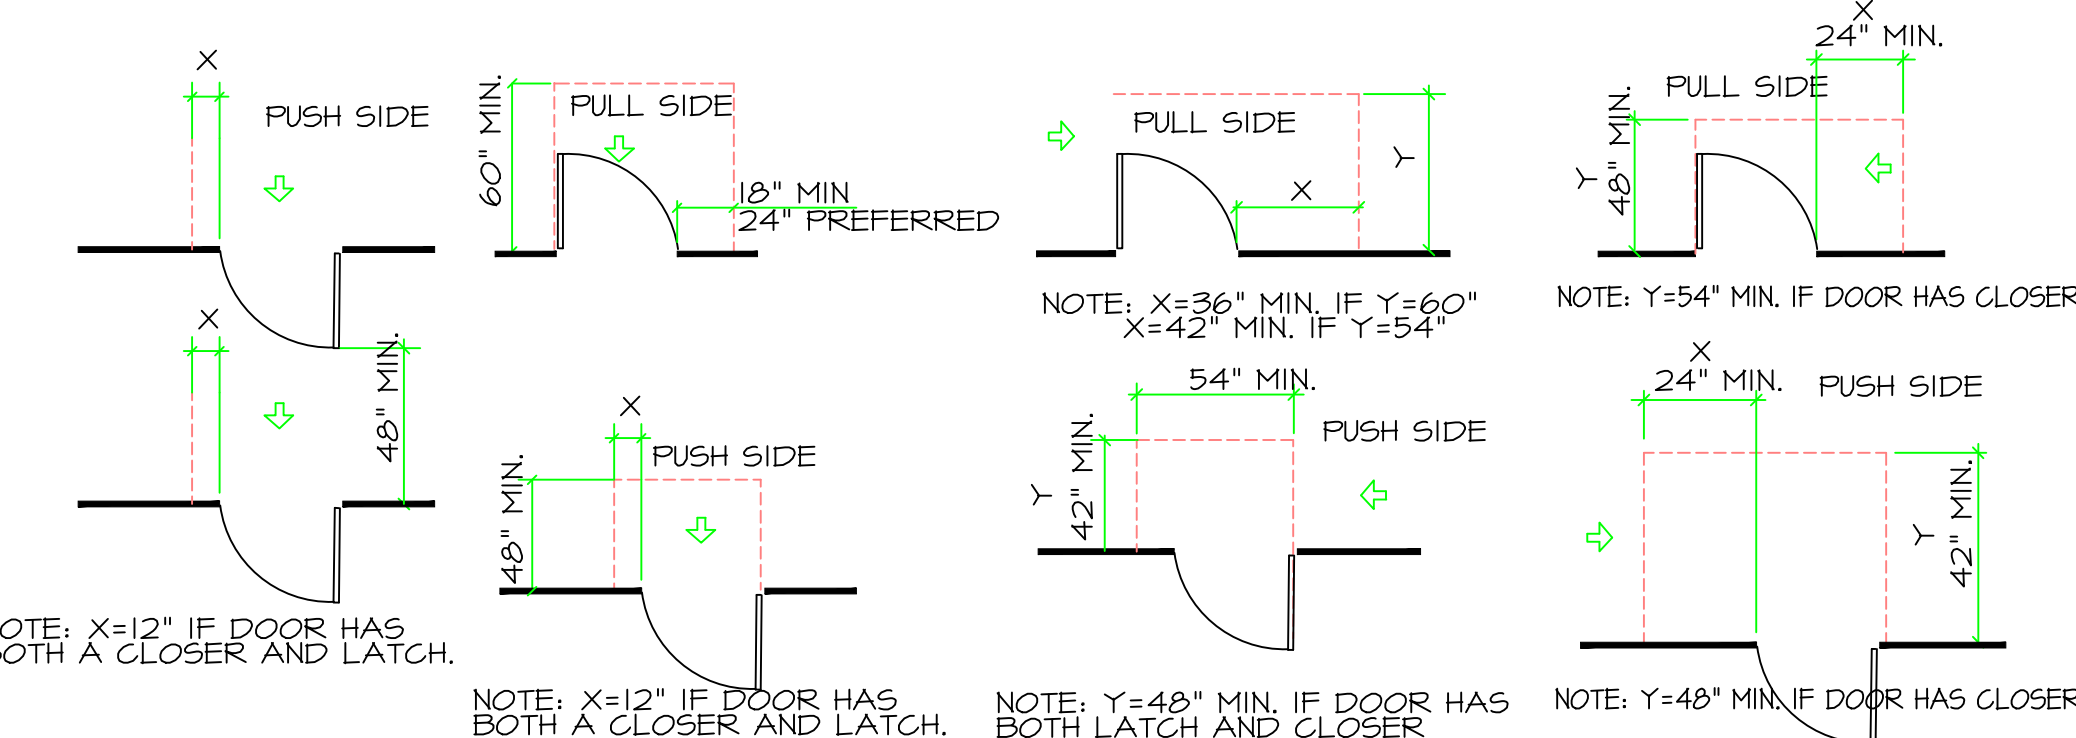 X
PUSH SIDE
X
48" MIN.
NOTE: X=12" IF DOOR HAS
BOTH A CLOSER AND LATCH.
60" MIN.
PULL SIDE
18" MIN
24" PREFERRED
X
PUSH SIDE
48" MIN.
NOTE: X=12" IF DOOR HAS
BOTH A CLOSER AND LATCH.
PULL SIDE
X
Y
NOTE: X=36" MIN. IF Y=60"
X=42" MIN. IF Y=54"
54" MIN.
PUSH SIDE
Y
42" MIN.
NOTE: Y=48" MIN. IF DOOR HAS
BOTH LATCH AND CLOSER
X
24" MIN.
PULL SIDE
Y
48" MIN.
NOTE: Y=54" MIN. IF DOOR HAS CLOSER
X
24" MIN.
PUSH SIDE
Y
42" MIN.
NOTE: Y=48" MIN. IF DOOR HAS CLOSER